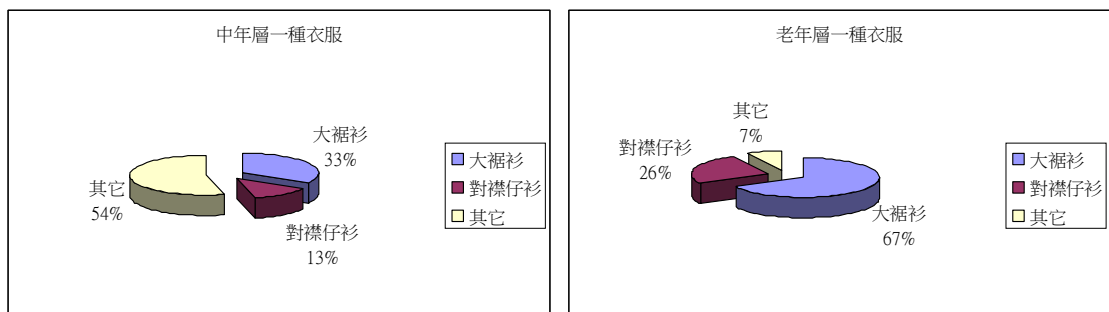 中年層一種衣服
大裾衫
33%
其它
54%
對襟仔衫
13%
大裾衫
對襟仔衫
其它
老年層一種衣服
其它
7%
對襟仔衫
26%
大裾衫
67%
大裾衫
對襟仔衫
其它